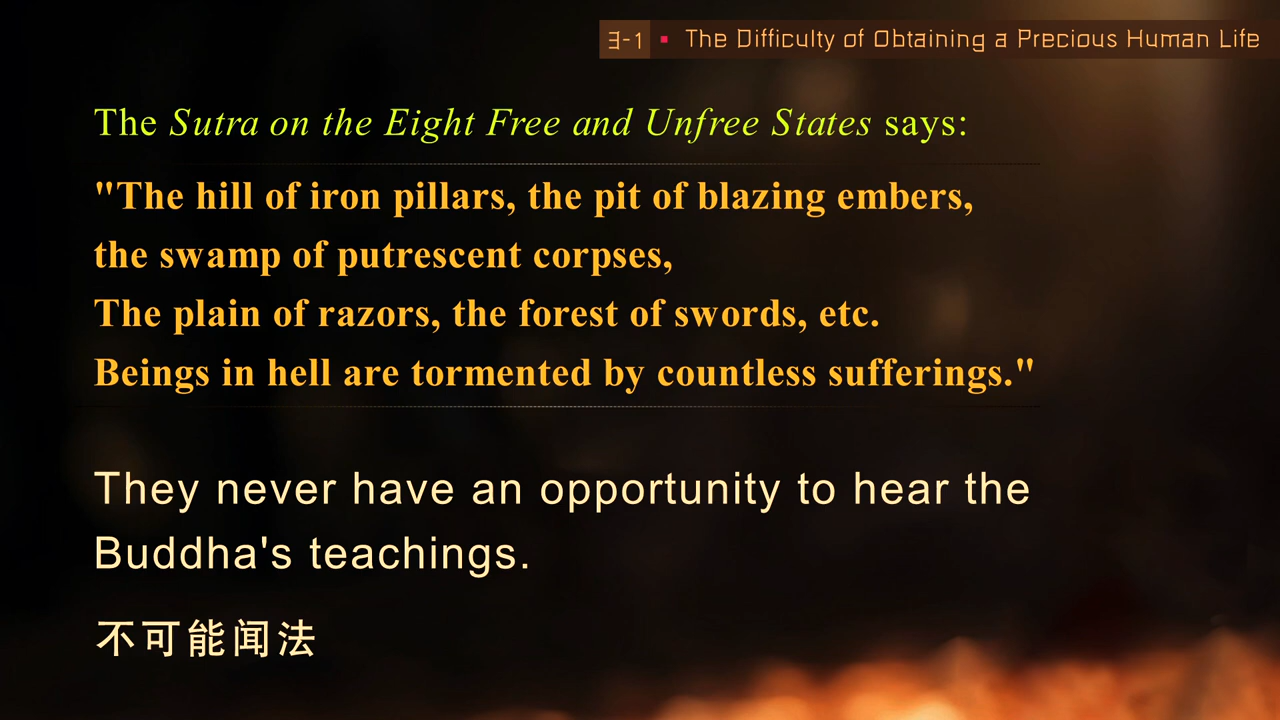 3-1 ▪ The Difficulty of Obtaining a Precious Human Life
The Sutra on the Eight Free and Unfree States says:
"The hill of iron pillars, the pit of blazing embers,
the swamp of putrescent corpses,
The plain of razors, the forest of swords, etc.
Beings in hell are tormented by countless sufferings."
They never have an opportunity to hear the
Buddha's teachings.
不可能闻法